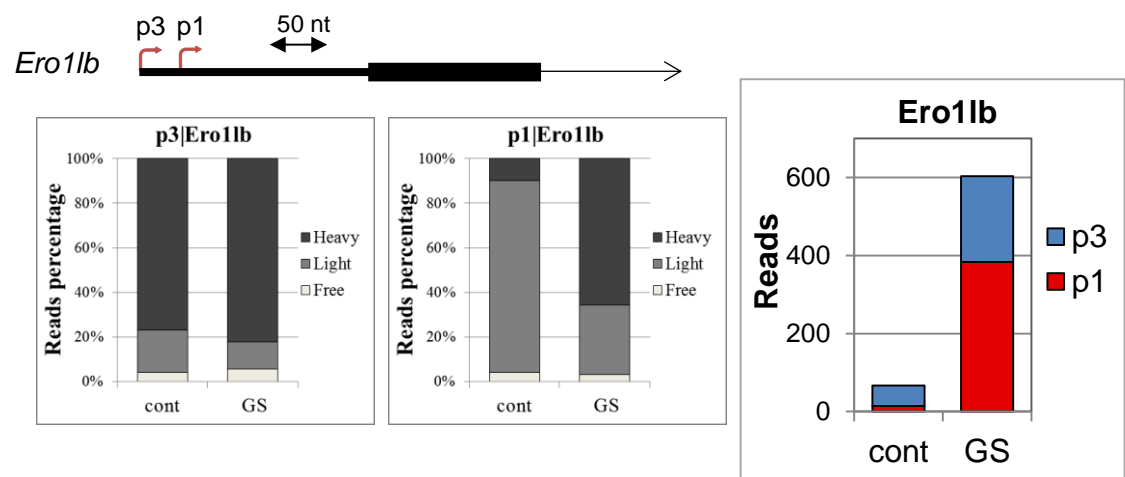 p3 p1 50 nt
Ero1lb
p3|Ero1lb
Reads percentage
100%
80%
60%
40%
20%
0%
cont GS
Heavy
Light
Free
p1|Ero1lb
Reads percentage
100%
80%
60%
40%
20%
0%
cont GS
Heavy
Light
Free
Ero1lb
Reads
600
400
200
0
cont GS
p3
p1